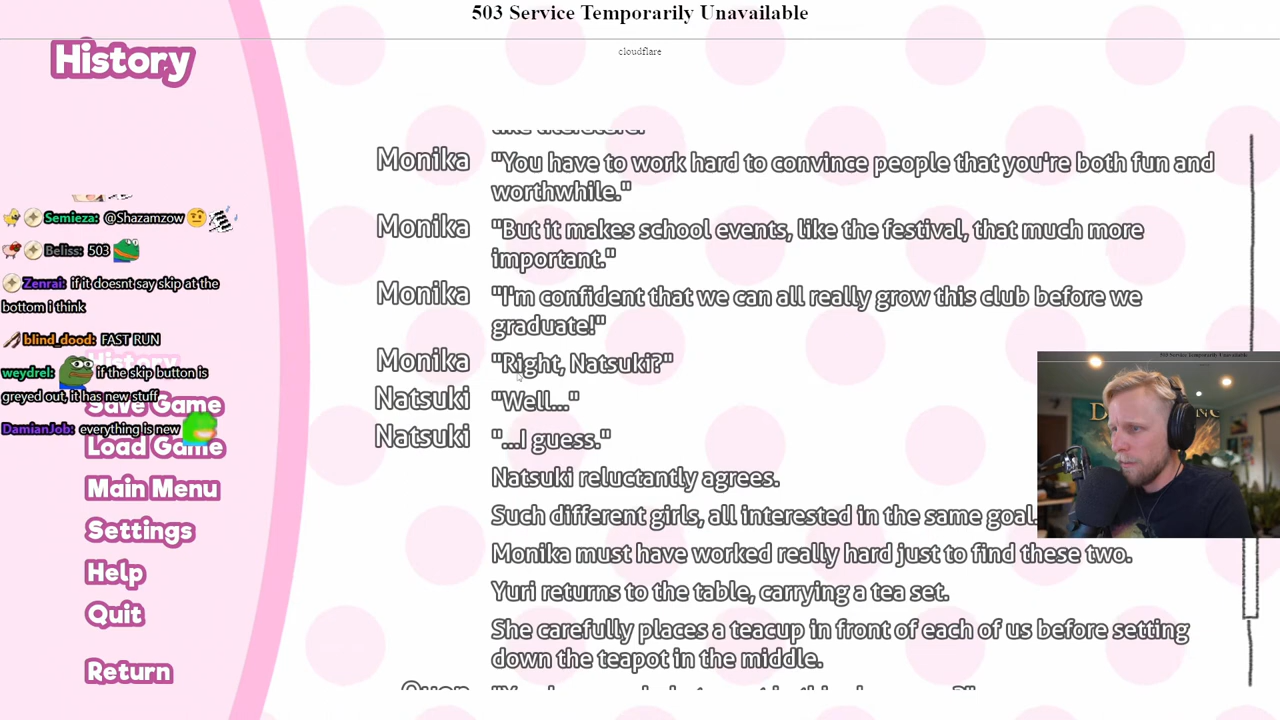 503 Service Temporarily Unavailable
cloudflare
History
like literature.
Monika "You have to work hard to convince people that you're both fun and
worthwhile."
Monika "But it makes school events, like the festival, that much more
important."
Monika "I'm confident that we can all really grow this club before we
graduate!"
Monika "Right, Natsuki?"
Natsuki "Well..."
Natsuki "...I guess."
Natsuki reluctantly agrees.
Such different girls, all interested in the same goal.
Monika must have worked really hard just to find these two.
Yuri returns to the table, carrying a tea set.
She carefully places a teacup in front of each of us before setting
down the teapot in the middle.
Semieza: @Shazamzow
Beliss: 503
Zenrai: if it doesnt say skip at the
bottom i think
blind_dood: FAST RUN
weydrel: if the skip button is
greyed out, it has new stuff
DamianJob: everything is new
History
Save Game
Load Game
Main Menu
Settings
Help
Quit
Return
503 Service Temporarily Unavailable